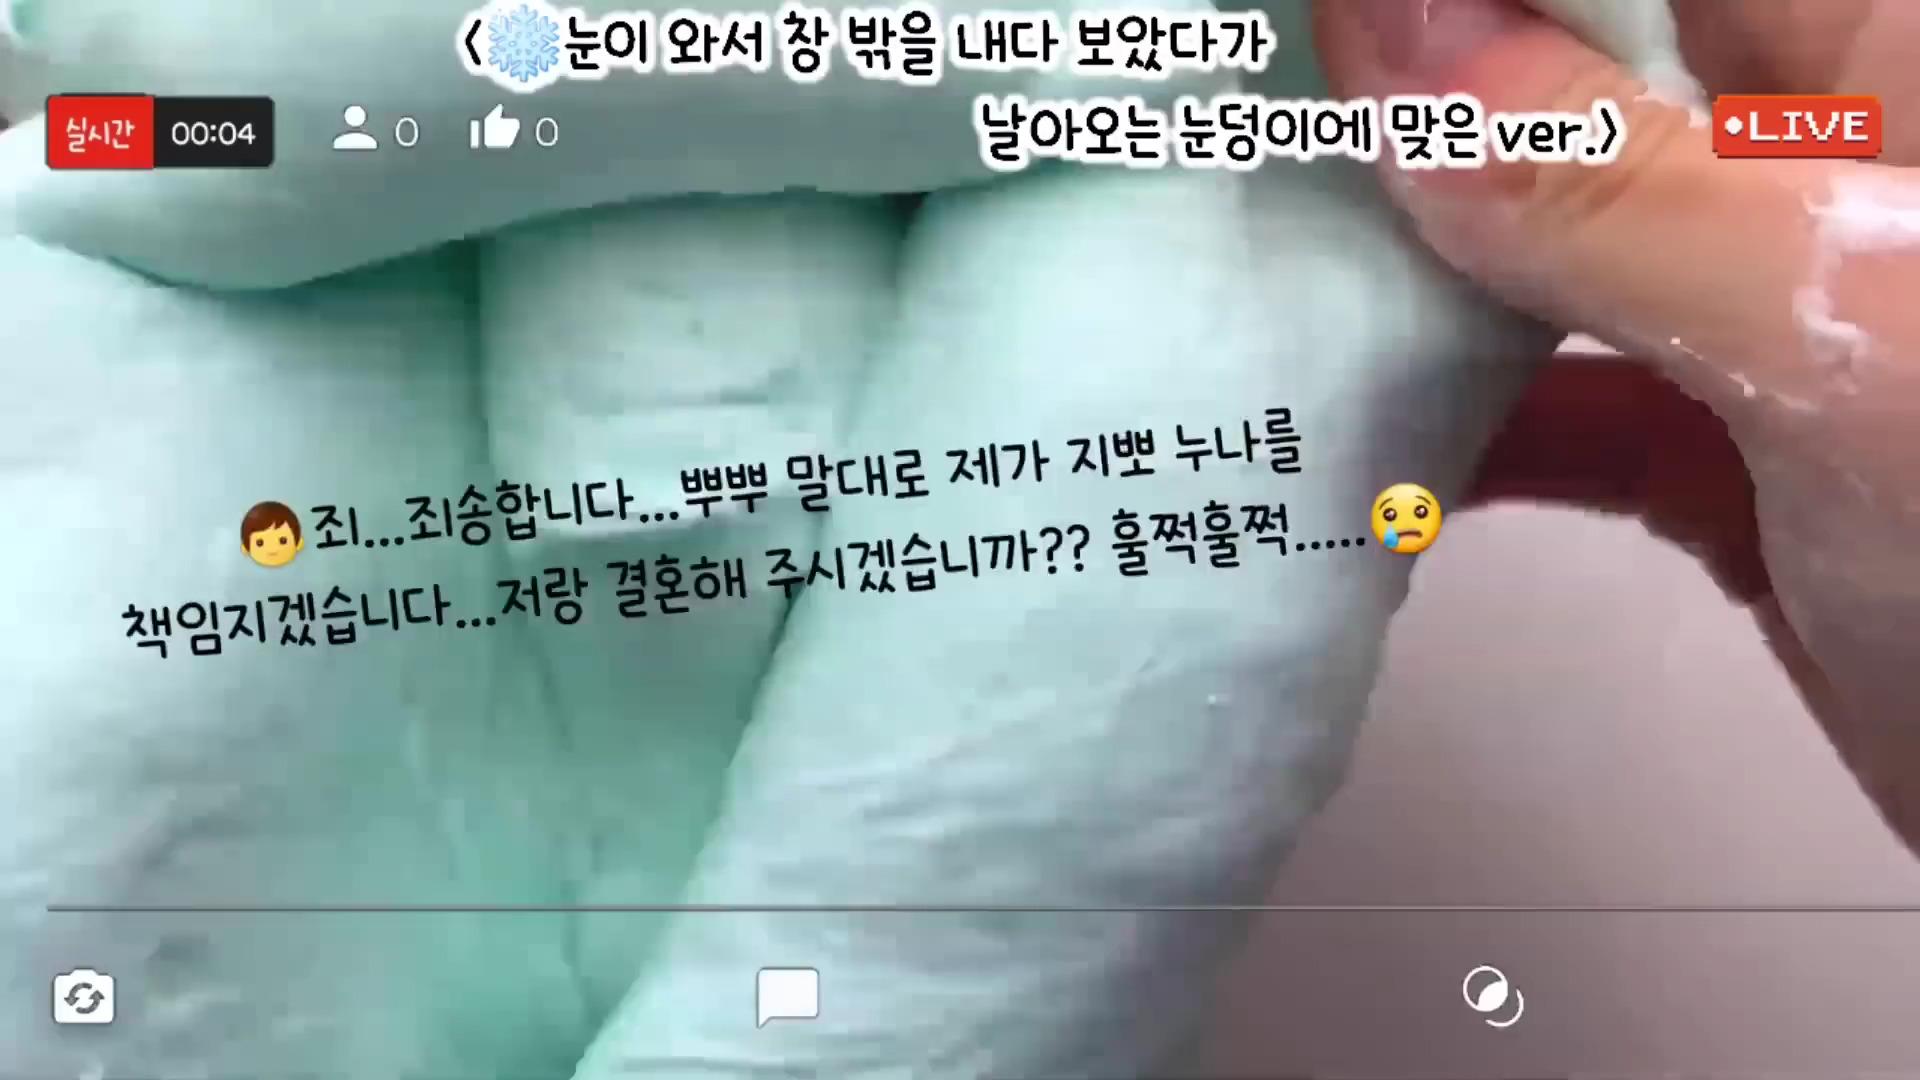 <❄️눈이 와서 창 밖을 내다 보았다가
날아오는 눈덩이에 맞은 ver.>
실시간 00:04 0 0
LIVE
죄...죄송합니다...뿌뿌 말대로 제가 지뽀 누나를
책임지겠습니다...저랑 결혼해 주시겠습니까?? 훌쩍훌쩍.....😢